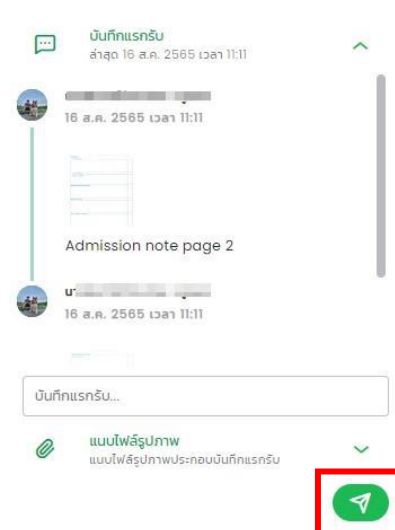 บันทึกแรกรับ
ล่าสุด 16 ส.ค. 2565 เวลา 11:11
16 ส.ค. 2565 เวลา 11:11
Admission note page 2
16 ส.ค. 2565 เวลา 11:11
บันทึกแรกรับ...
แนบไฟล์รูปภาพ
แนบไฟล์รูปภาพประกอบบันทึกแรกรับ